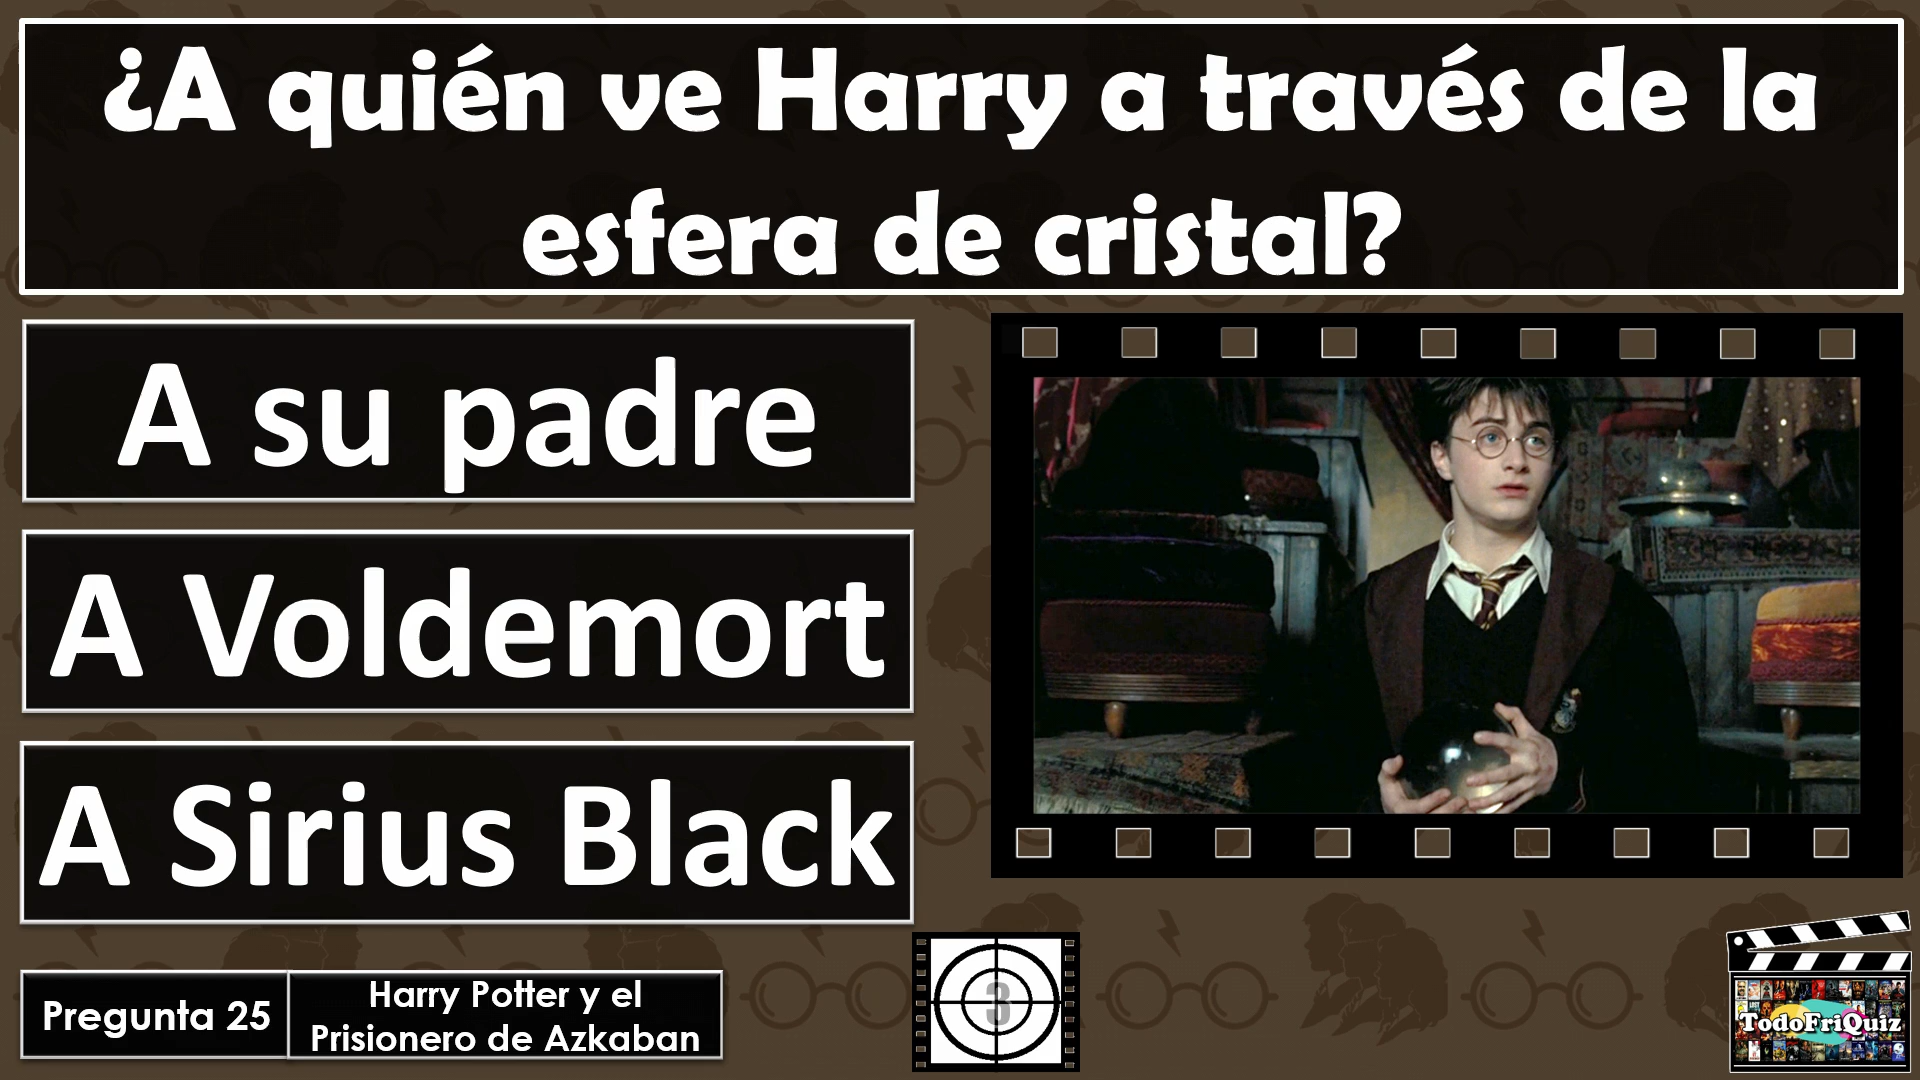 ¿A quién ve Harry a través de la
esfera de cristal?
A su padre
A Voldemort
A Sirius Black
Pregunta 25
Harry Potter y el
Prisionero de Azkaban
3
TodoFriQuiz